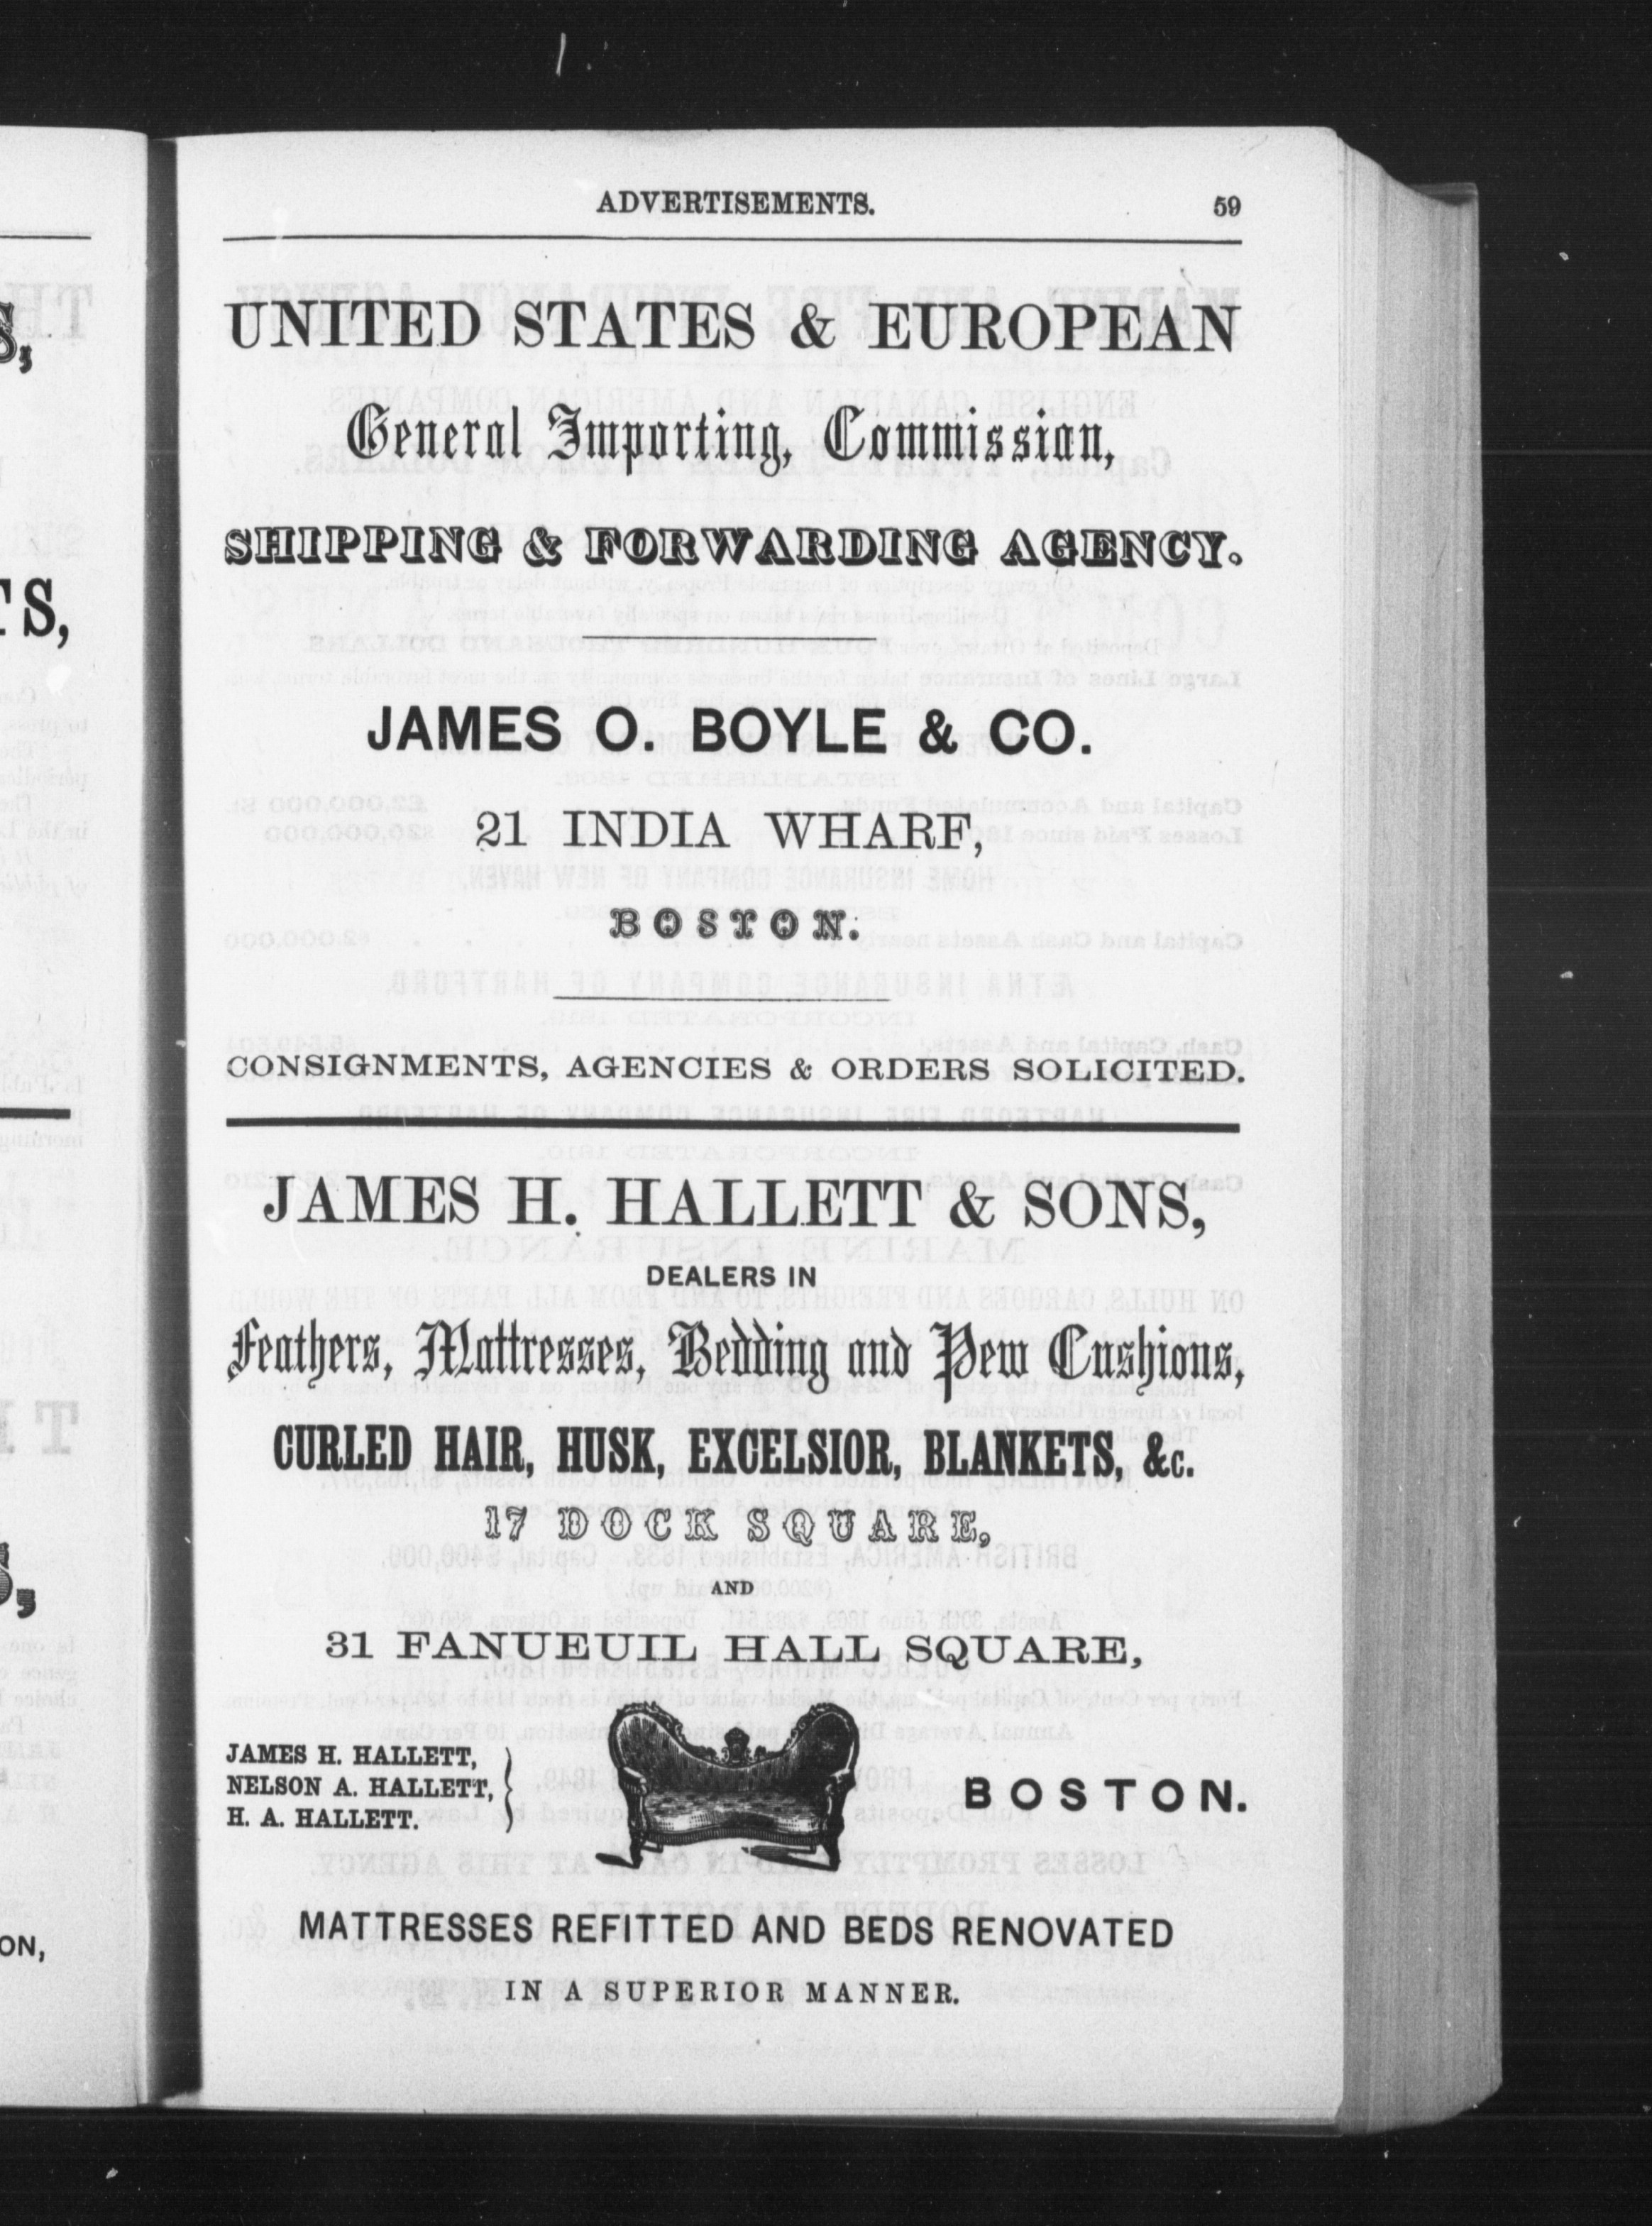 ADVERTISEMENTS. 59
UNITED STATES & EUROPEAN
General Importing, Commission,
SHIPPING & FORWARDING AGENCY.
JAMES O. BOYLE & CO.
21 INDIA WHARF,
BOSTON.
CONSIGNMENTS, AGENCIES & ORDERS SOLICITED.
JAMES H. HALLETT & SONS,
DEALERS IN
Feathers, Mattresses, Bedding and Pew Cushions,
CURLED HAIR, HUSK, EXCELSIOR, BLANKETS, &c.
17 DOCK SQUARE,
AND
31 FANUEUIL HALL SQUARE,
JAMES H. HALLETT,
NELSON A. HALLETT,
H. A. HALLETT.
BOSTON.
MATTRESSES REFITTED AND BEDS RENOVATED
IN A SUPERIOR MANNER.